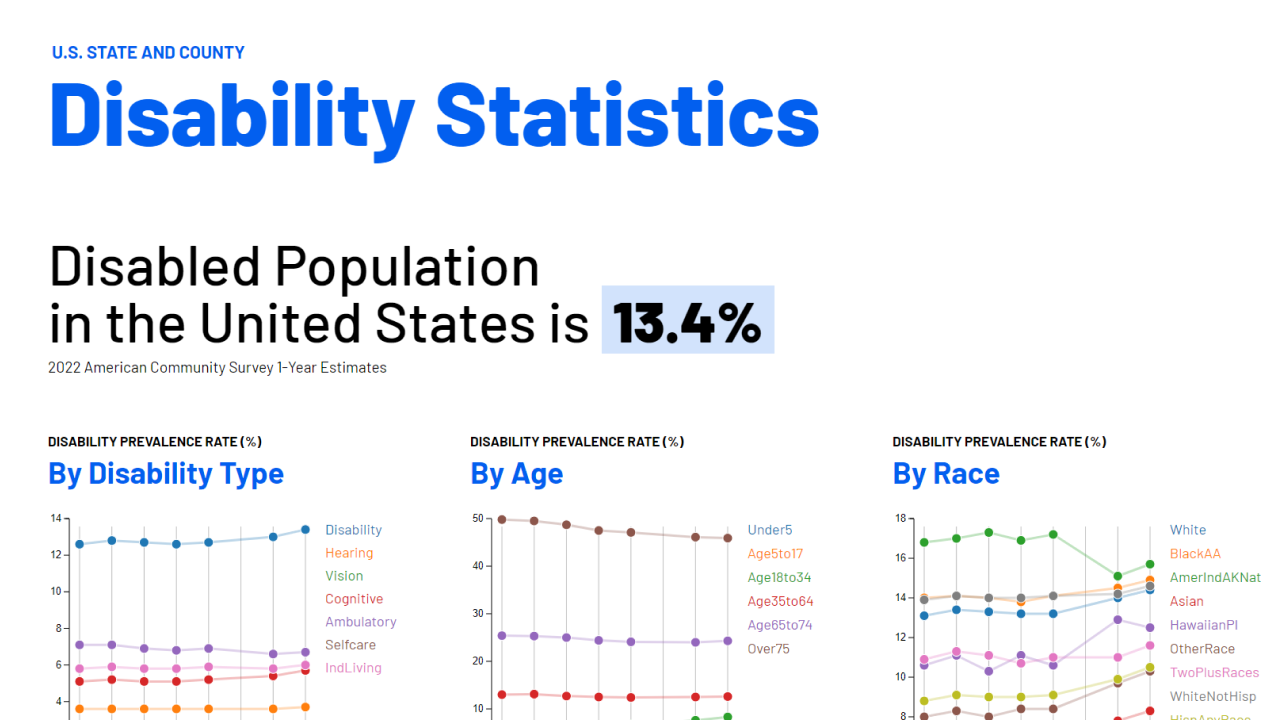 U.S. STATE AND COUNTY
Disability Statistics
Disabled Population
in the United States is 13.4%
2022 American Community Survey 1-Year Estimates
DISABILITY PREVALENCE RATE (%)
By Disability Type
14
12
10
8
6
4
Disability
Hearing
Vision
Cognitive
Ambulatory
Selfcare
IndLiving
DISABILITY PREVALENCE RATE (%)
By Age
50
40
30
20
10
Under5
Age5to17
Age18to34
Age35to64
Age65to74
Over75
DISABILITY PREVALENCE RATE (%)
By Race
18
16
14
12
10
8
White
BlackAA
AmerIndAKNat
Asian
HawaiianPI
OtherRace
TwoPlusRaces
WhiteNotHisp
HispAnyRace